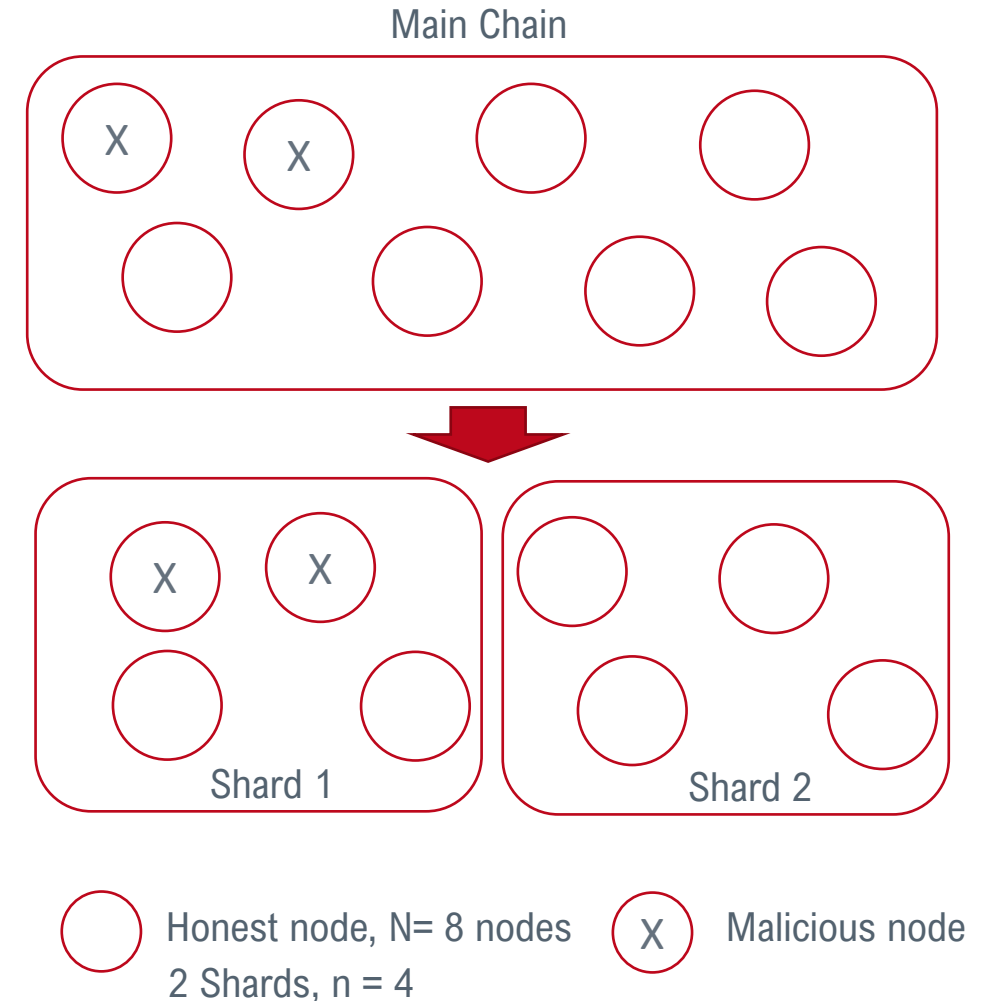 Main Chain
X
X
X
X
Shard 1
Shard 2
Honest node, N= 8 nodes
X
Malicious node
2 Shards, n = 4